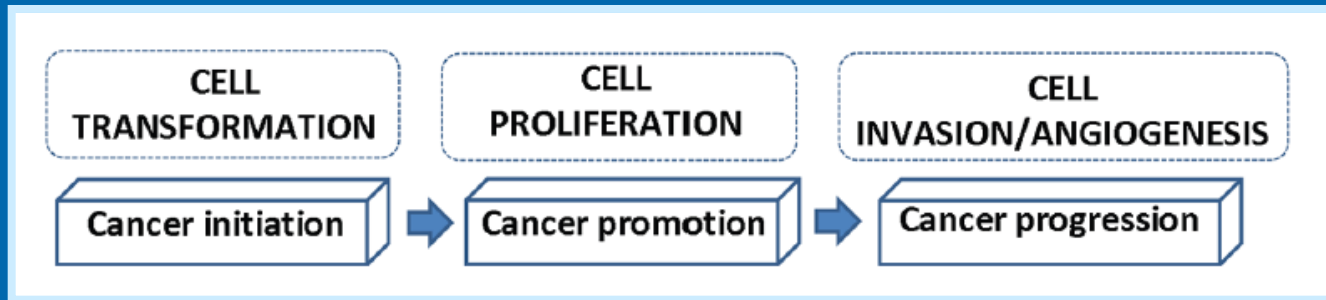 CELL
TRANSFORMATION
CELL
PROLIFERATION
CELL
INVASION/ANGIOGENESIS
Cancer initiation
Cancer promotion
Cancer progression